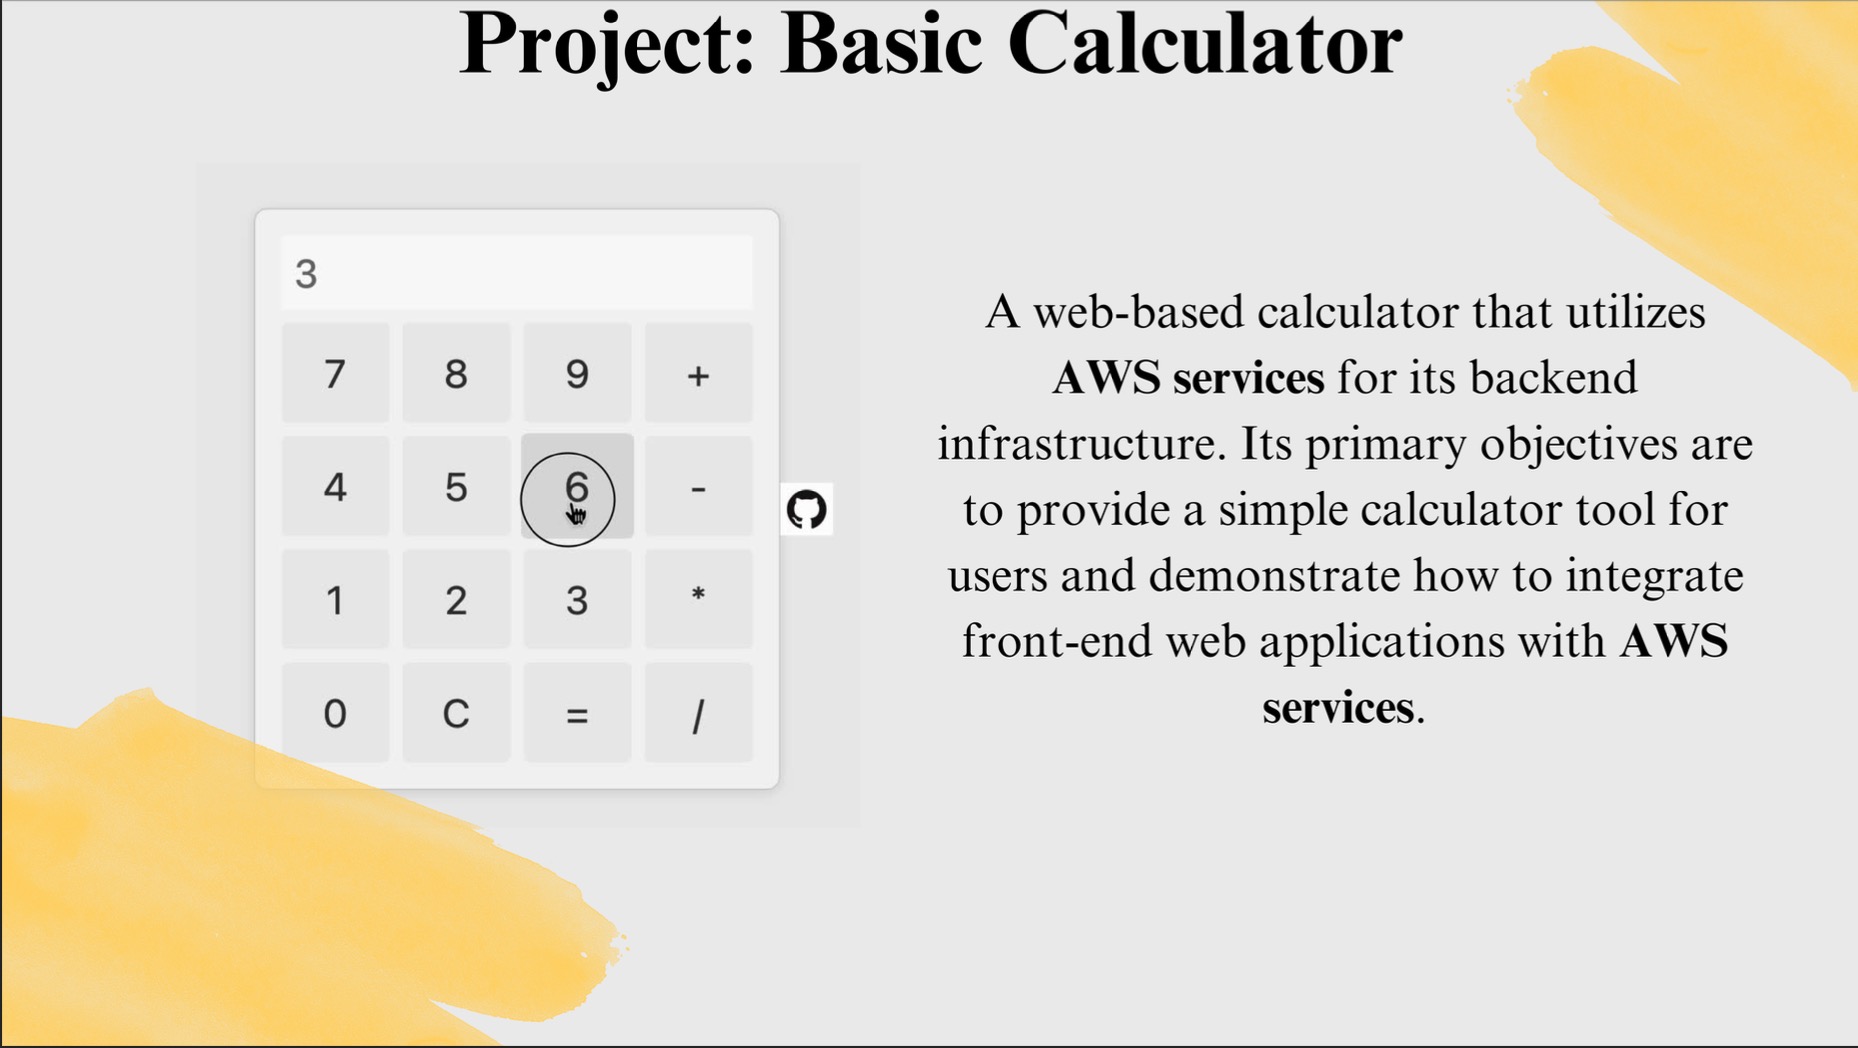 Project: Basic Calculator
3
7 8 9 +
4 5 6 -
1 2 3 *
0 C = /
A web-based calculator that utilizes
AWS services for its backend
infrastructure. Its primary objectives are
to provide a simple calculator tool for
users and demonstrate how to integrate
front-end web applications with AWS
services.